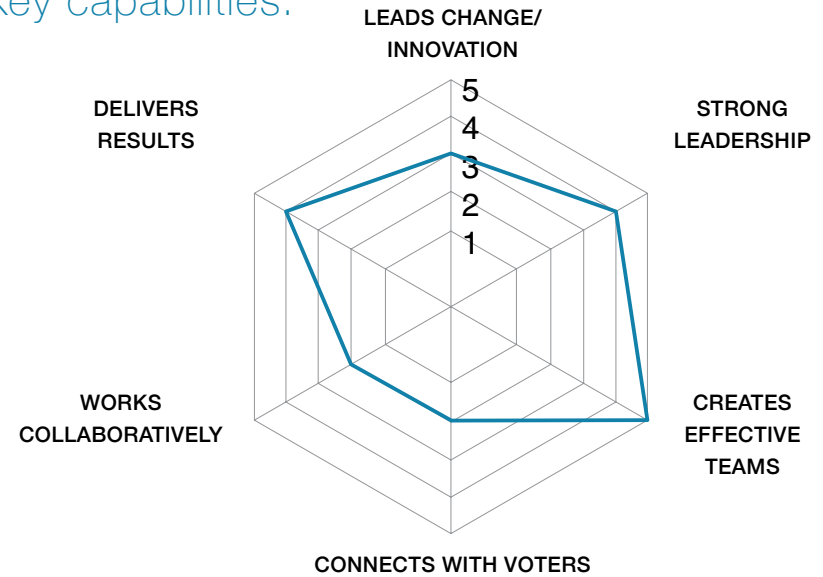 key capabilities:
LEADS CHANGE/
INNOVATION
DELIVERS
RESULTS
STRONG
LEADERSHIP
5
4
3
2
1
WORKS
COLLABORATIVELY
CREATES
EFFECTIVE
TEAMS
CONNECTS WITH VOTERS